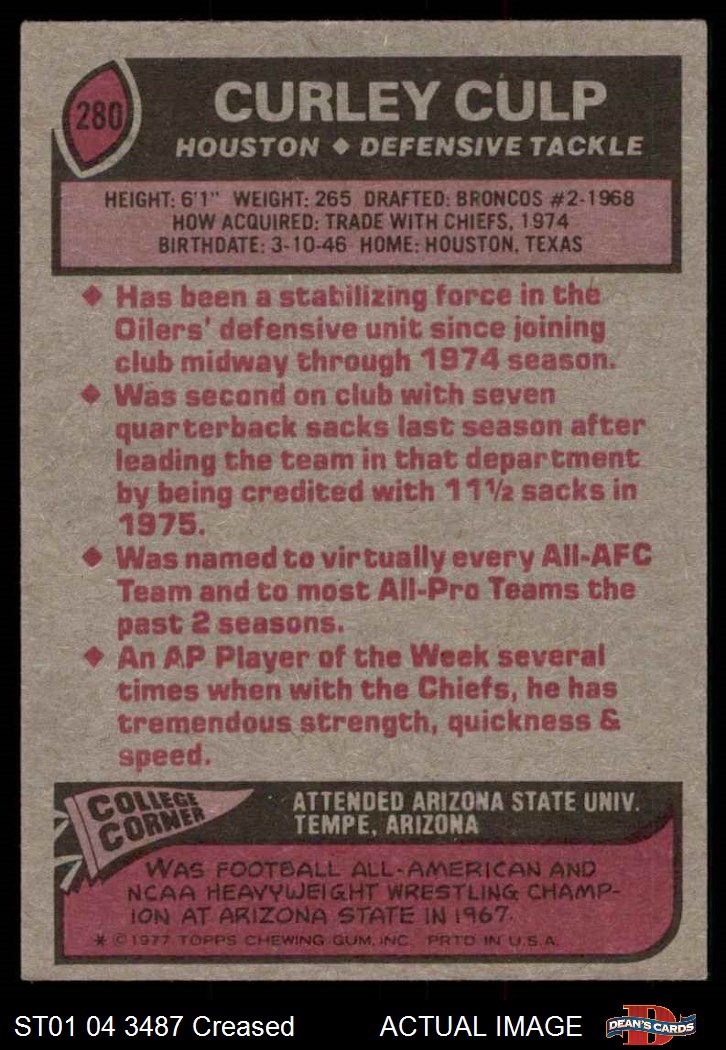 280
CURLEY CULP
HOUSTON ◆ DEFENSIVE TACKLE
HEIGHT: 6'1" WEIGHT: 265 DRAFTED: BRONCOS #2-1968
HOW ACQUIRED: TRADE WITH CHIEFS, 1974
BIRTHDATE: 3-10-46 HOME: HOUSTON, TEXAS
◆ Has been a stabilizing force in the
Oilers' defensive unit since joining
club midway through 1974 season.
◆ Was second on club with seven
quarterback sacks last season after
leading the team in that department
by being credited with 11½ sacks in
1975.
◆ Was named to virtually every All-AFC
Team and to most All-Pro Teams the
past 2 seasons.
◆ An AP Player of the Week several
times when with the Chiefs, he has
tremendous strength, quickness &
speed.
COLLEGE
CORNER
ATTENDED ARIZONA STATE UNIV.
TEMPE, ARIZONA
WAS FOOTBALL ALL-AMERICAN AND
NCAA HEAVYWEIGHT WRESTLING CHAMP-
ION AT ARIZONA STATE IN 1967.
* © 1977 TOPPS CHEWING GUM, INC. PRTD IN U.S.A.
ST01 04 3487 Creased
ACTUAL IMAGE
DEAN'S CARDS